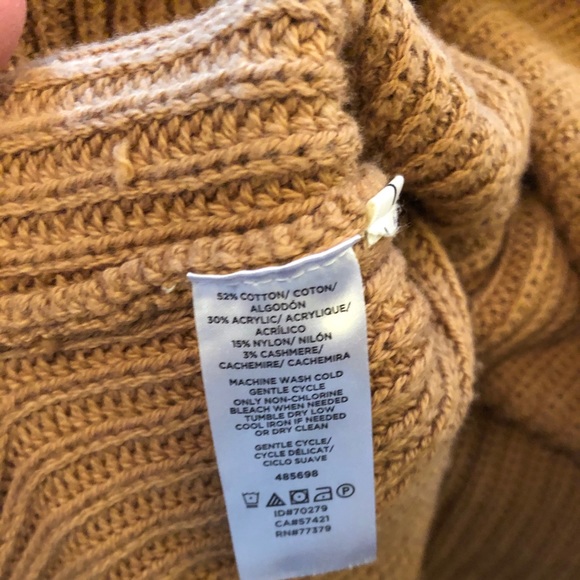 52% COTTON/ COTON/
ALGODÓN
30% ACRYLIC/ ACRYLIQUE/
ACRÍLICO
15% NYLON/ NILÓN
3% CASHMERE/
CACHEMIRE/ CACHEMIRA
MACHINE WASH COLD
GENTLE CYCLE
ONLY NON-CHLORINE
BLEACH WHEN NEEDED
TUMBLE DRY LOW
COOL IRON IF NEEDED
OR DRY CLEAN
GENTLE CYCLE/
CYCLE DÉLICAT/
CICLO SUAVE
485698
ID#70279
CA#57421
RN#77379